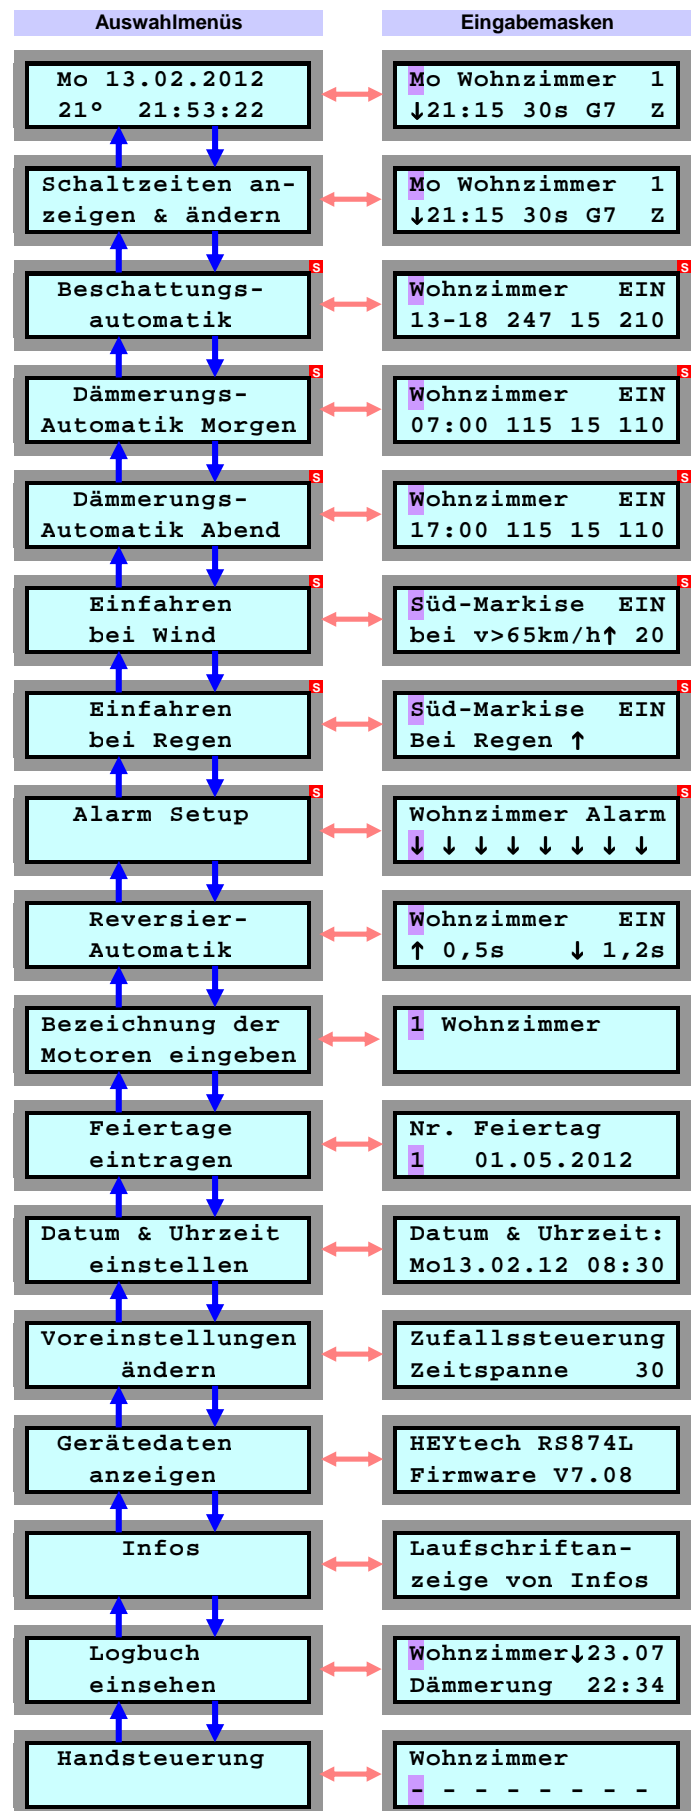 Auswahlmenüs Eingabemasken
Mo 13.02.2012
21° 21:53:22
Mo Wohnzimmer 1
↓21:15 30s G7 Z
Schaltzeiten an-
zeigen & ändern
Mo Wohnzimmer 1
↓21:15 30s G7 Z
S
Beschattungs-
automatik
S
Wohnzimmer EIN
13-18 247 15 210
S
Dämmerungs-
Automatik Morgen
S
Wohnzimmer EIN
07:00 115 15 110
S
Dämmerungs-
Automatik Abend
S
Wohnzimmer EIN
17:00 115 15 110
S
Einfahren
bei Wind
S
Süd-Markise EIN
bei v>65km/h↑ 20
S
Einfahren
bei Regen
S
Süd-Markise EIN
Bei Regen ↑
S
Alarm Setup
S
Wohnzimmer Alarm
↓ ↓ ↓ ↓ ↓ ↓ ↓ ↓
Reversier-
Automatik
Wohnzimmer EIN
↑ 0,5s ↓ 1,2s
Bezeichnung der
Motoren eingeben
1 Wohnzimmer
Feiertage
eintragen
Nr. Feiertag
1 01.05.2012
Datum & Uhrzeit
einstellen
Datum & Uhrzeit:
Mo13.02.12 08:30
Voreinstellungen
ändern
Zufallssteuerung
Zeitspanne 30
Gerätedaten
anzeigen
HEYtech RS874L
Firmware V7.08
Infos
Laufschriftan-
zeige von Infos
Logbuch
einsehen
Wohnzimmer↓23.07
Dämmerung 22:34
Handsteuerung
Wohnzimmer
- - - - - - - -